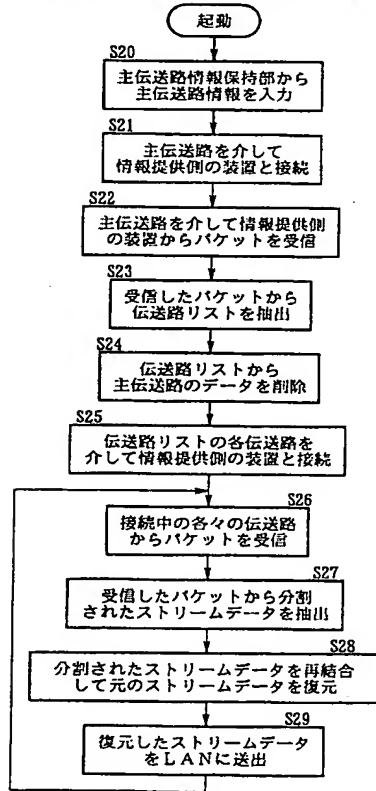 起動
S20
主伝送路情報保持部から
主伝送路情報を入力
S21
主伝送路を介して
情報提供側の装置と接続
S22
主伝送路を介して情報提供側
の装置からパケットを受信
S23
受信したパケットから
伝送路リストを抽出
S24
伝送路リストから
主伝送路のデータを削除
S25
伝送路リストの各伝送路を
介して情報提供側の装置と接続
S26
接続中の各々の伝送路
からパケットを受信
S27
受信したパケットから分割
されたストリームデータを抽出
S28
分割されたストリームデータを再結合
して元のストリームデータを復元
S29
復元したストリームデータ
をLANに送出